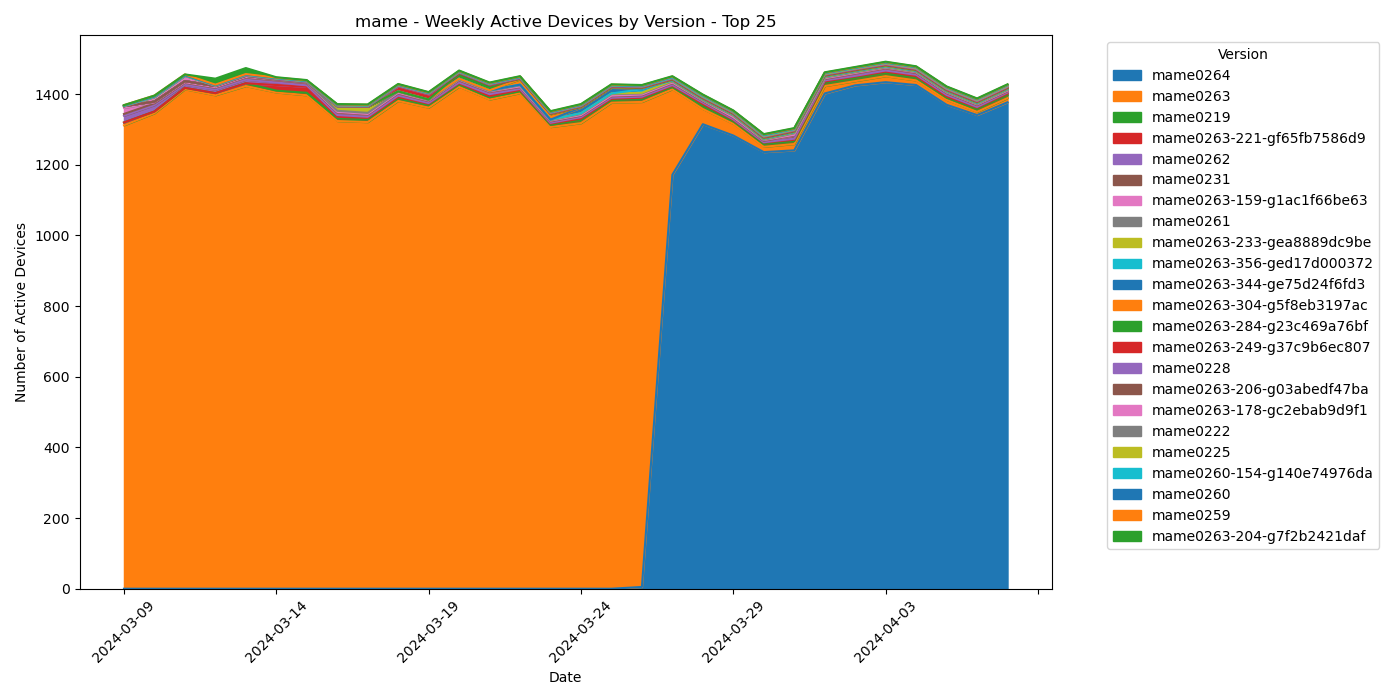 mame - Weekly Active Devices by Version - Top 25
Number of Active Devices
1400
1200
1000
800
600
400
200
0
2024-03-09
2024-03-14
2024-03-19
2024-03-24
2024-03-29
2024-04-03
Date
Version
mame0264
mame0263
mame0219
mame0263-221-gf65fb7586d9
mame0262
mame0231
mame0263-159-g1ac1f66be63
mame0261
mame0263-233-gea8889dc9be
mame0263-356-ged17d000372
mame0263-344-ge75d24f6fd3
mame0263-304-g5f8eb3197ac
mame0263-284-g23c469a76bf
mame0263-249-g37c9b6ec807
mame0228
mame0263-206-g03abedf47ba
mame0263-178-gc2ebab9d9f1
mame0222
mame0225
mame0260-154-g140e74976da
mame0260
mame0259
mame0263-204-g7f2b2421daf